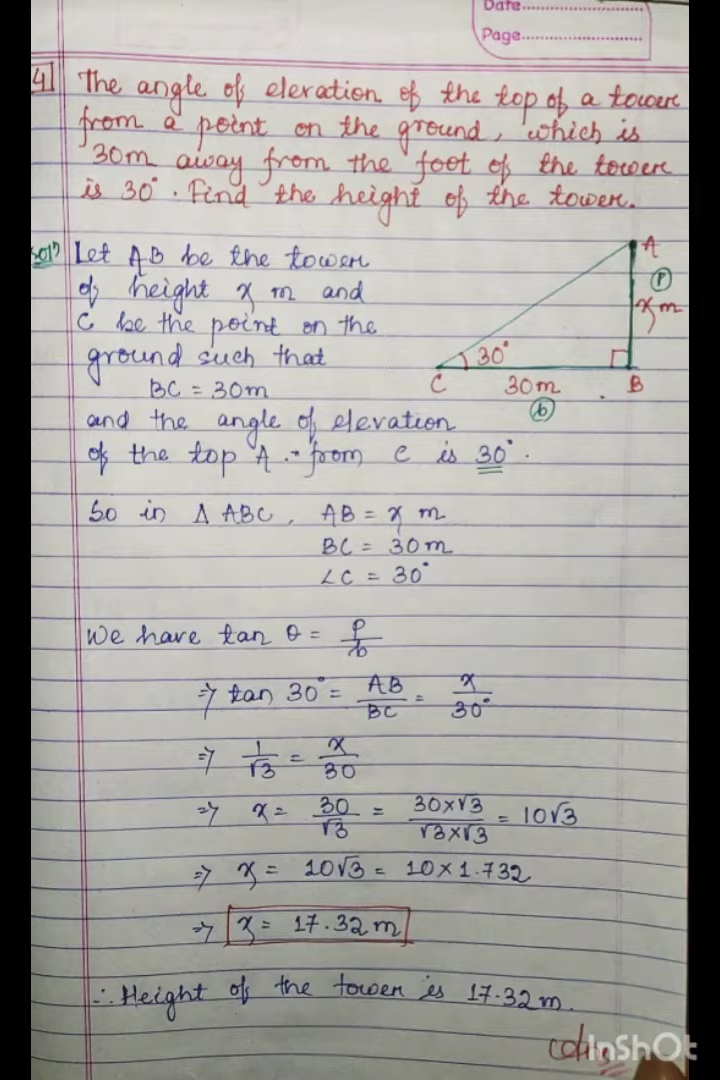 Date
Page
4] The angle of elevation of the top of a tower
from a point on the ground, which is
30m away from the foot of the tower
is 30°. Find the height of the tower.
Solⁿ Let AB be the tower
of height x m and
C be the point on the
ground such that
BC = 30m
and the angle of elevation
of the top A from C is 30°.
A
(P)
x m
30°
C 30m B
(b)
So in Δ ABC, AB = x m
BC = 30m
∠C = 30°
We have tan θ = P/b
⇒ tan 30° = AB/BC = x/30°
⇒ 1/√3 = x/30
⇒ x = 30/√3 = 30×√3/√3×√3 = 10√3
⇒ x = 10√3 = 10×1.732
⇒ x = 17.32 m
∴ Height of the tower is 17.32m.
InShOt